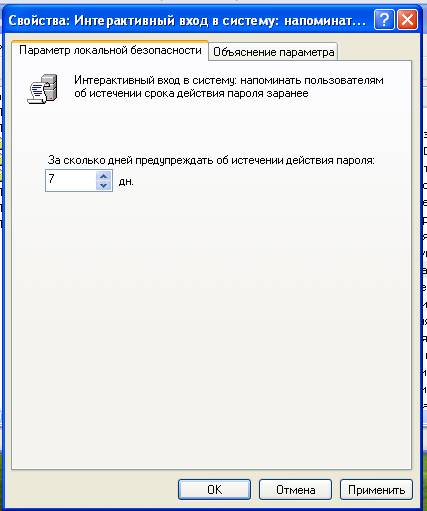 Свойства: Интерактивный вход в систему: напоминат...
Параметр локальной безопасности
Объяснение параметра
Интерактивный вход в систему: напоминать пользователям
об истечении срока действия пароля заранее
За сколько дней предупреждать об истечении действия пароля:
7 дн.
OK
Отмена
Применить